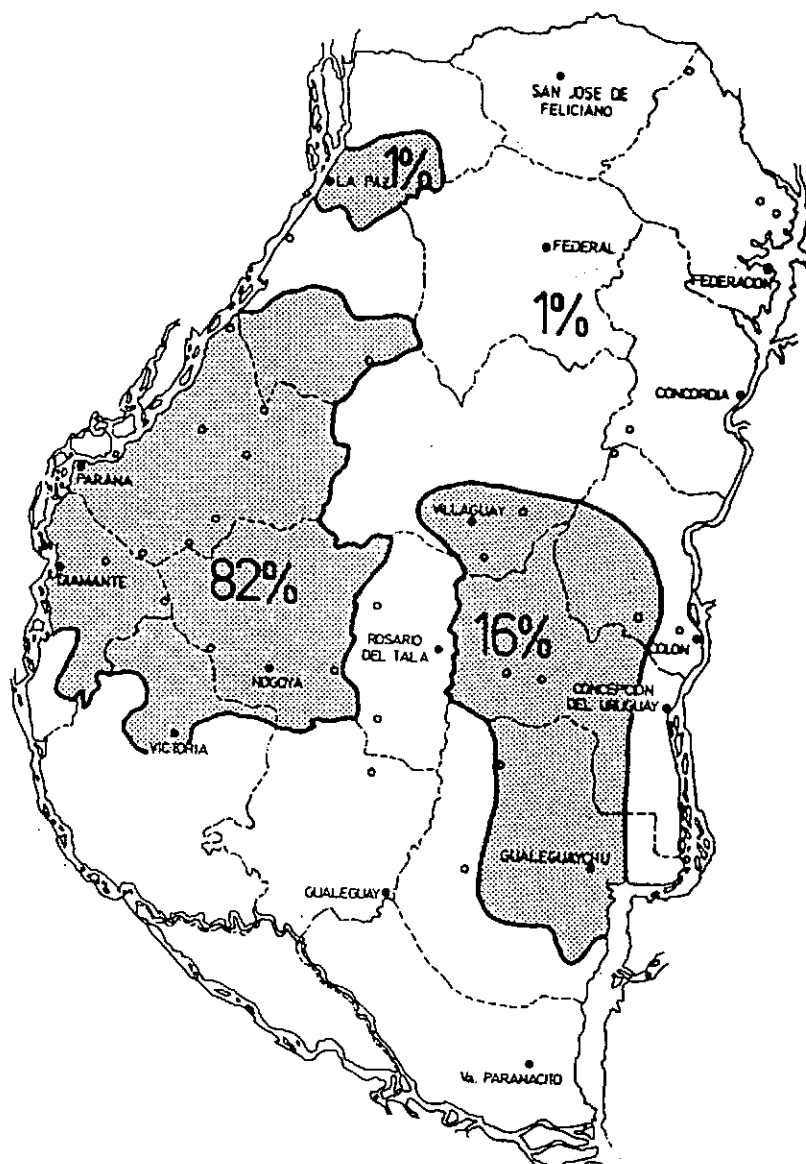 SAN JOSE DE
FELICIANO
LA PAZ
1%
FEDERAL
FEDERACION
1%
CONCORDIA
PARANA
VILLAGUAY
DIAMANTE
82%
16%
ROSARIO
DEL TALA
COLON
NOGOYA
CONCEPCION
DEL URUGUAY
VICTORIA
GUALEGUAYCHU
GUALEGUAY
Va. PARANACITO